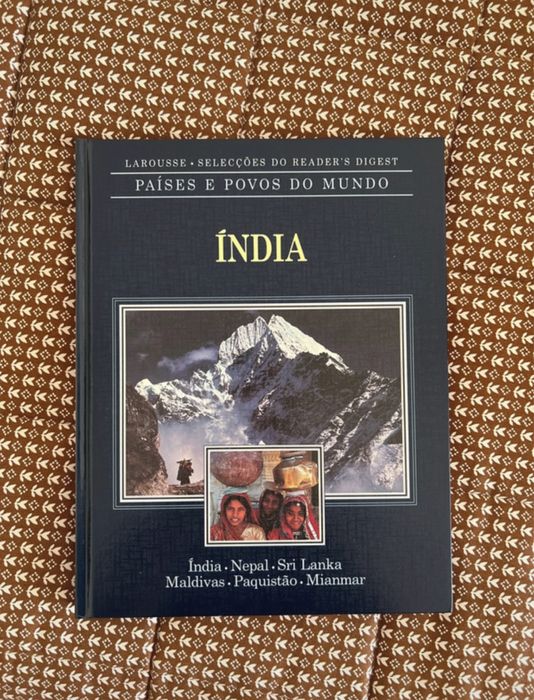 LAROUSSE • SELECÇÕES DO READER'S DIGEST
PAÍSES E POVOS DO MUNDO
ÍNDIA
Índia • Nepal • Sri Lanka
Maldivas • Paquistão • Mianmar